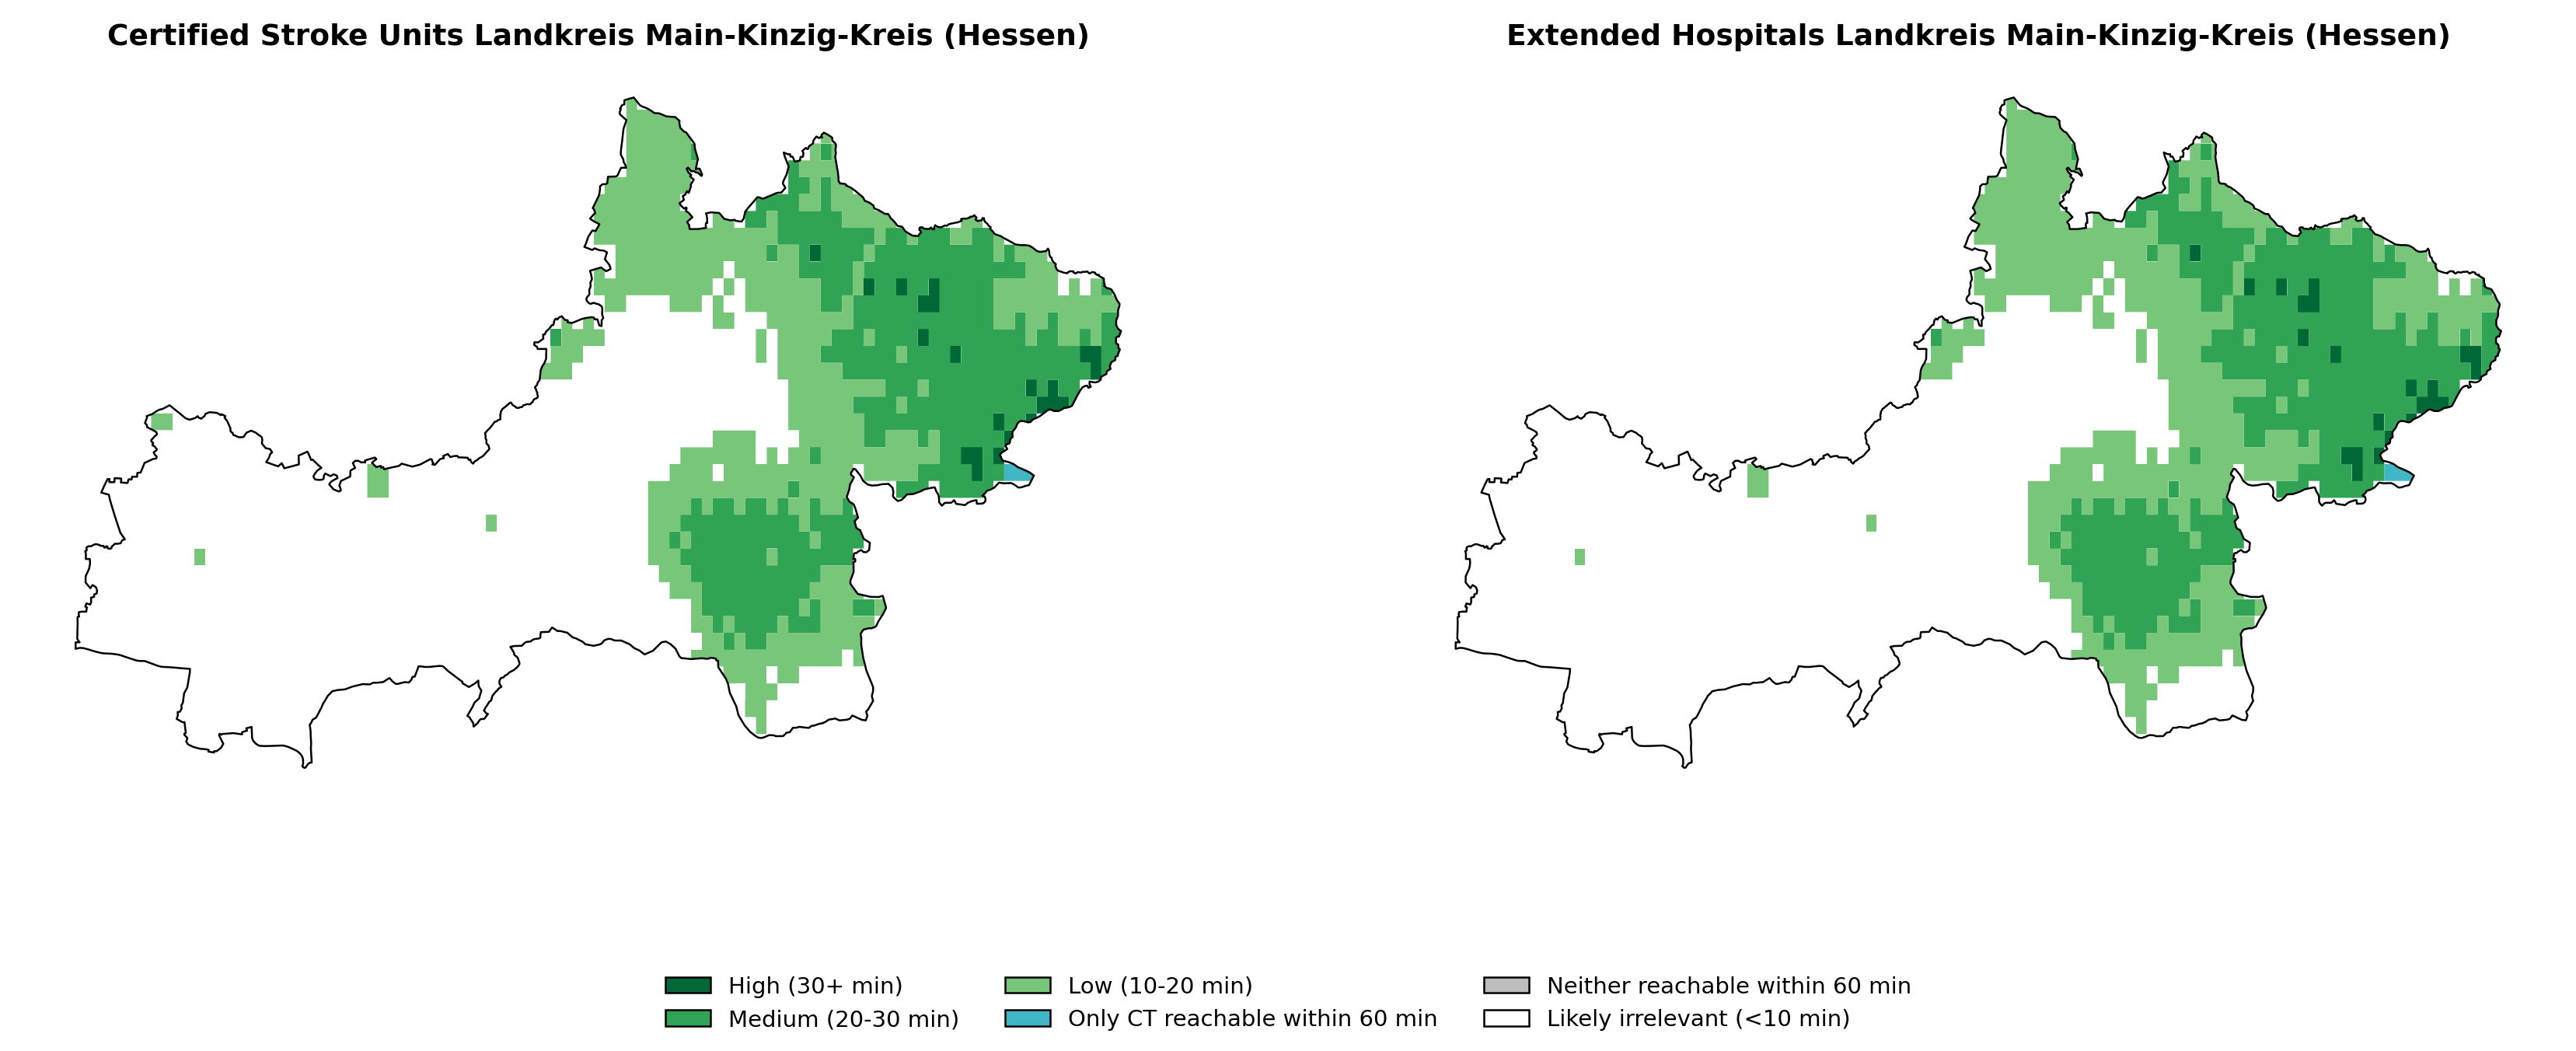 Certified Stroke Units Landkreis Main-Kinzig-Kreis (Hessen)
Extended Hospitals Landkreis Main-Kinzig-Kreis (Hessen)
High (30+ min)
Medium (20-30 min)
Low (10-20 min)
Only CT reachable within 60 min
Neither reachable within 60 min
Likely irrelevant (<10 min)